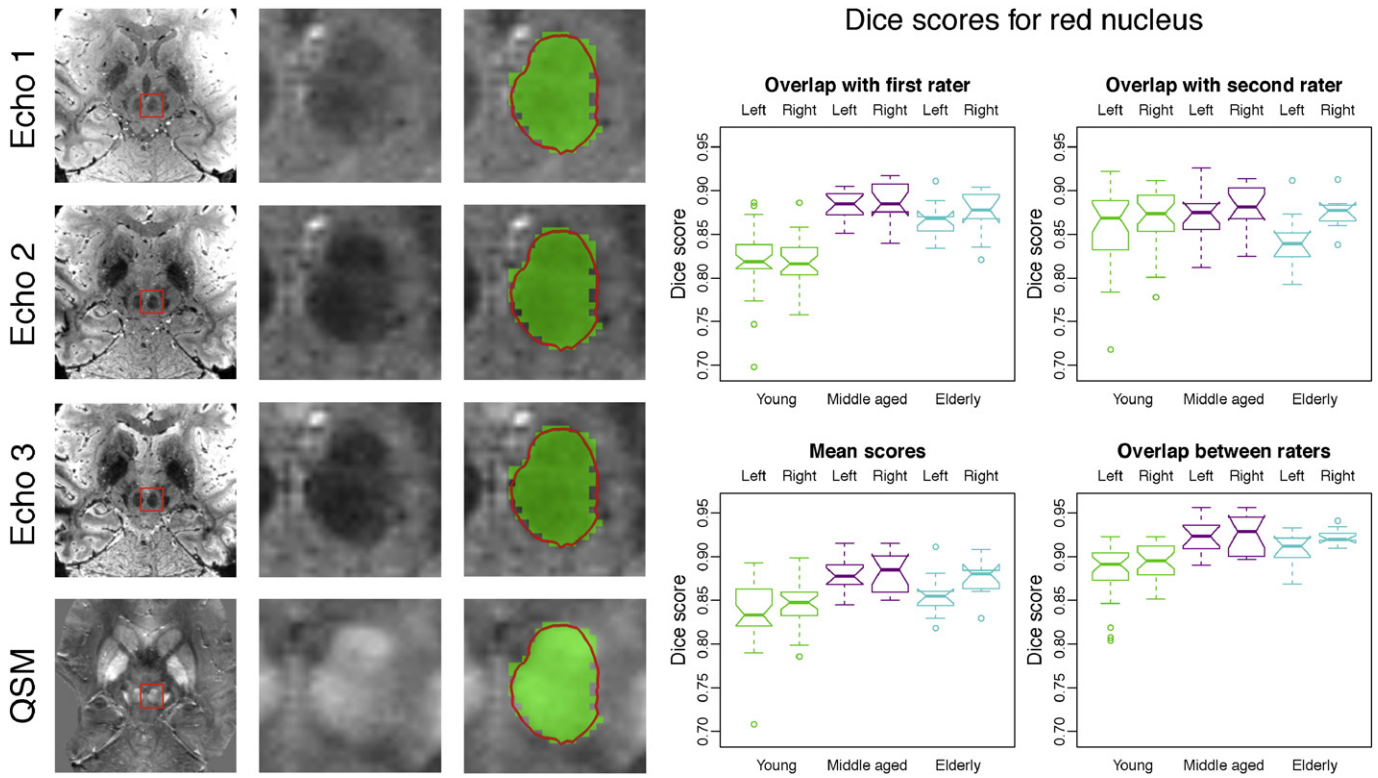 Echo 1
Echo 2
Echo 3
QSM
Dice scores for red nucleus
Overlap with first rater
Left Right Left Right Left Right
Dice score
0.95
0.90
0.85
0.80
0.75
0.70
Young Middle aged Elderly
Overlap with second rater
Left Right Left Right Left Right
Dice score
0.95
0.90
0.85
0.80
0.75
0.70
Young Middle aged Elderly
Mean scores
Left Right Left Right Left Right
Dice score
0.95
0.90
0.85
0.80
0.75
0.70
Young Middle aged Elderly
Overlap between raters
Left Right Left Right Left Right
Dice score
0.95
0.90
0.85
0.80
0.75
0.70
Young Middle aged Elderly